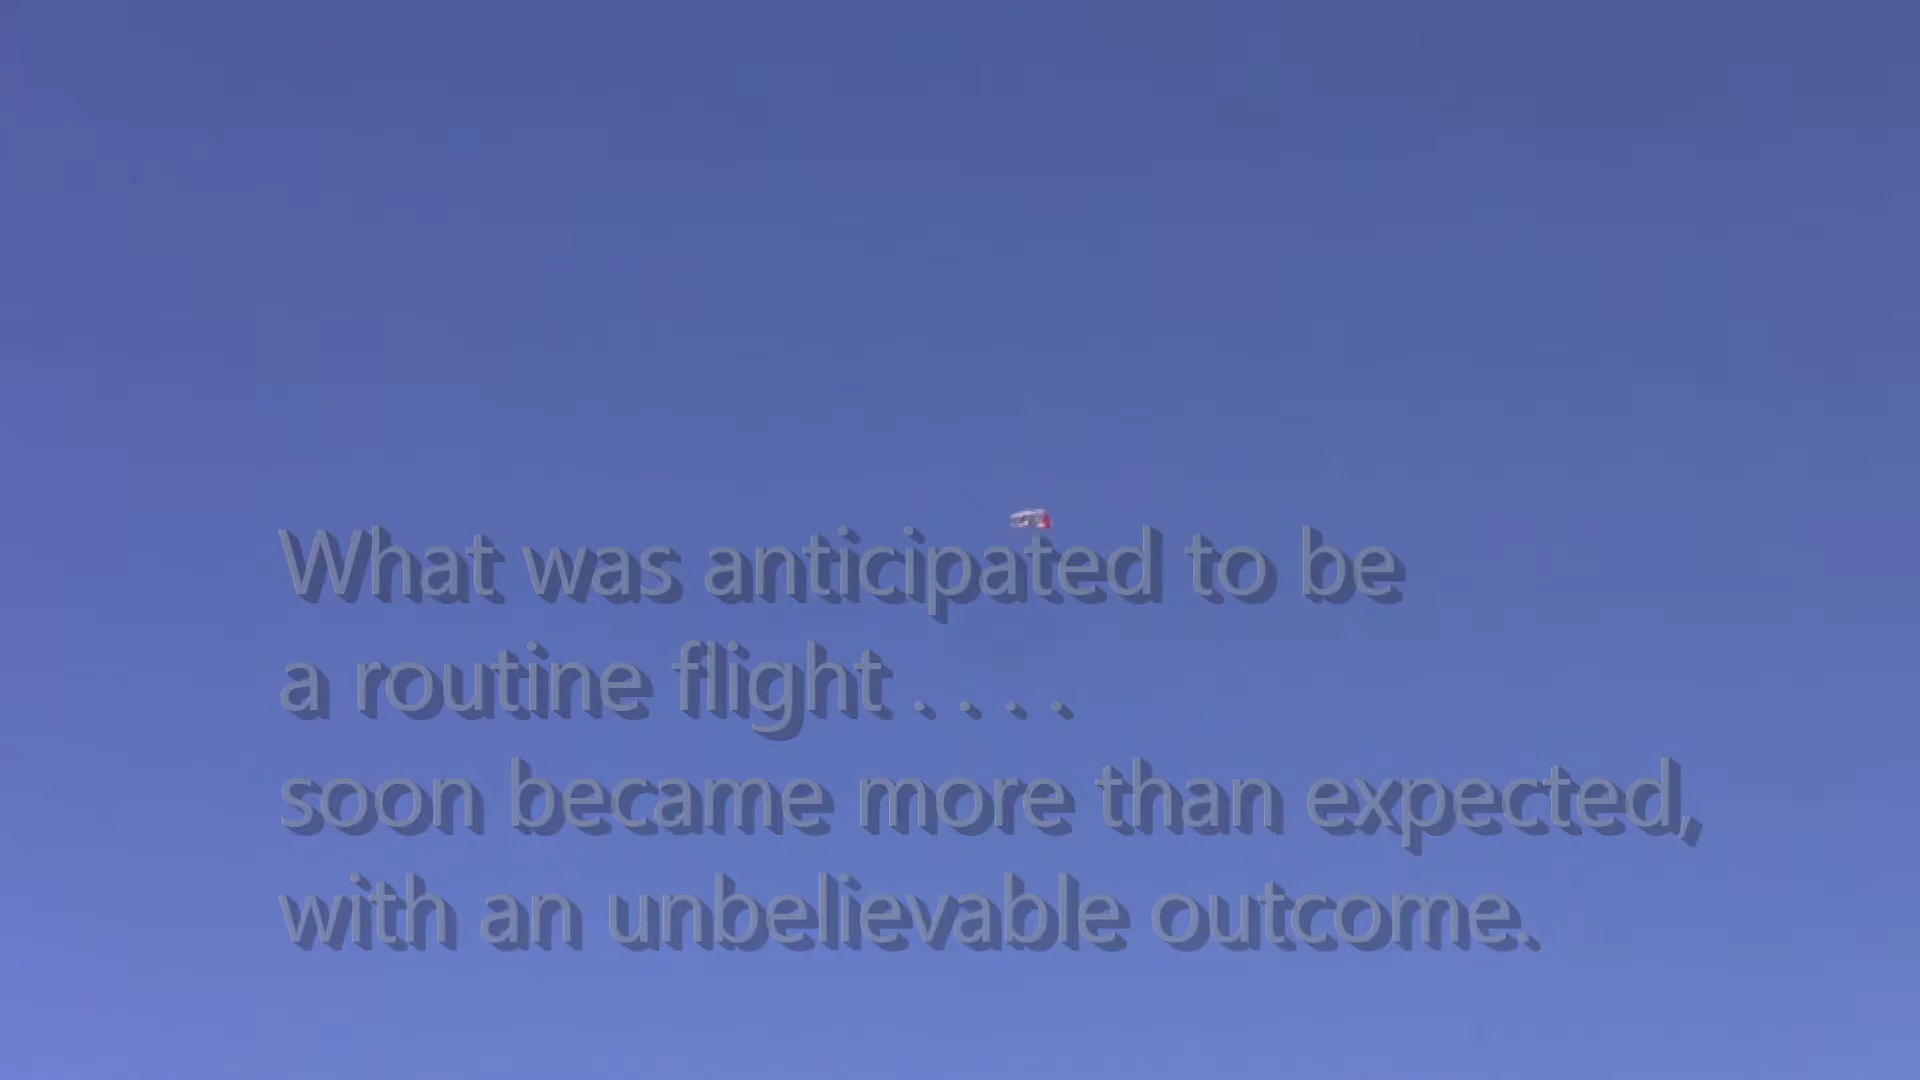 What was anticipated to be
a routine flight . . . .
soon became more than expected,
with an unbelievable outcome.